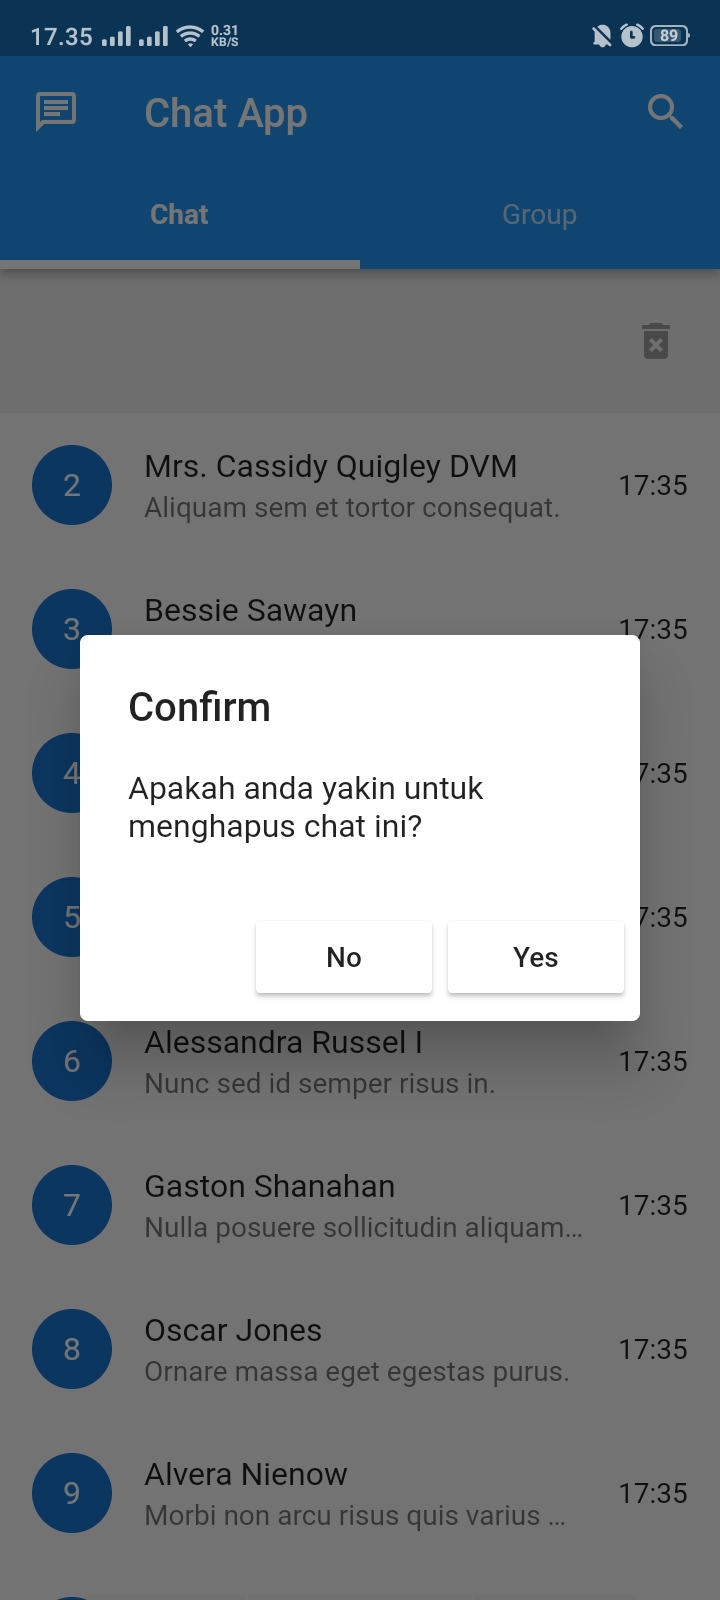 17.35 0.31 KB/S 89
Chat App
Chat Group
2 Mrs. Cassidy Quigley DVM 17:35
Aliquam sem et tortor consequat.
3 Bessie Sawayn 17:35
Confirm
4 7:35
Apakah anda yakin untuk
menghapus chat ini?
5 7:35
No Yes
6 Alessandra Russel I 17:35
Nunc sed id semper risus in.
7 Gaston Shanahan 17:35
Nulla posuere sollicitudin aliquam...
8 Oscar Jones 17:35
Ornare massa eget egestas purus.
9 Alvera Nienow 17:35
Morbi non arcu risus quis varius ...